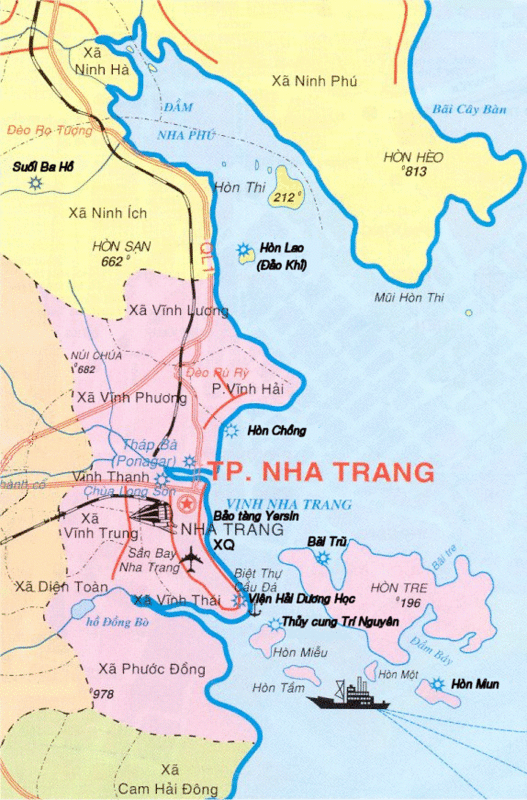 Xã
Ninh Hà
Xã Ninh Phú
ĐẦM
NHA PHÚ
Bãi Cây Bàn
Đèo Rọ Tượng
Suối Ba Hồ
HÒN HÈO
813
Hòn Thi
212
Xã Ninh Ích
HÒN SẠN
662
QL1
Hòn Lao
(Đảo Khỉ)
Mũi Hòn Thi
Xã Vĩnh Lương
NÚI CHÚA
682
Đèo Rù Rỳ
P.Vĩnh Hải
Xã Vĩnh Phương
Hòn Chồng
Tháp Bà
(Ponagar)
TP. NHA TRANG
Vĩnh Thạnh
Chùa Long Sơn
VỊNH NHA TRANG
Xã
Vĩnh Trung
Bảo tàng Yersin
NHA TRANG
XQ
Sân Bay
Nha Trang
Bãi Trũ
Bãi tre
Biệt Thự
Cầu Đá
HÒN TRE
196
Xã Diện Toàn
Xã Vĩnh Thái
Viện Hải Dương Học
hồ Đồng Bò
Thủy cung Trí Nguyên
Đầm Bấy
Hòn Miễu
Xã Phước Đồng
978
Hòn Tầm
Hòn Một
Hòn Mun
Xã
Cam Hải Đông